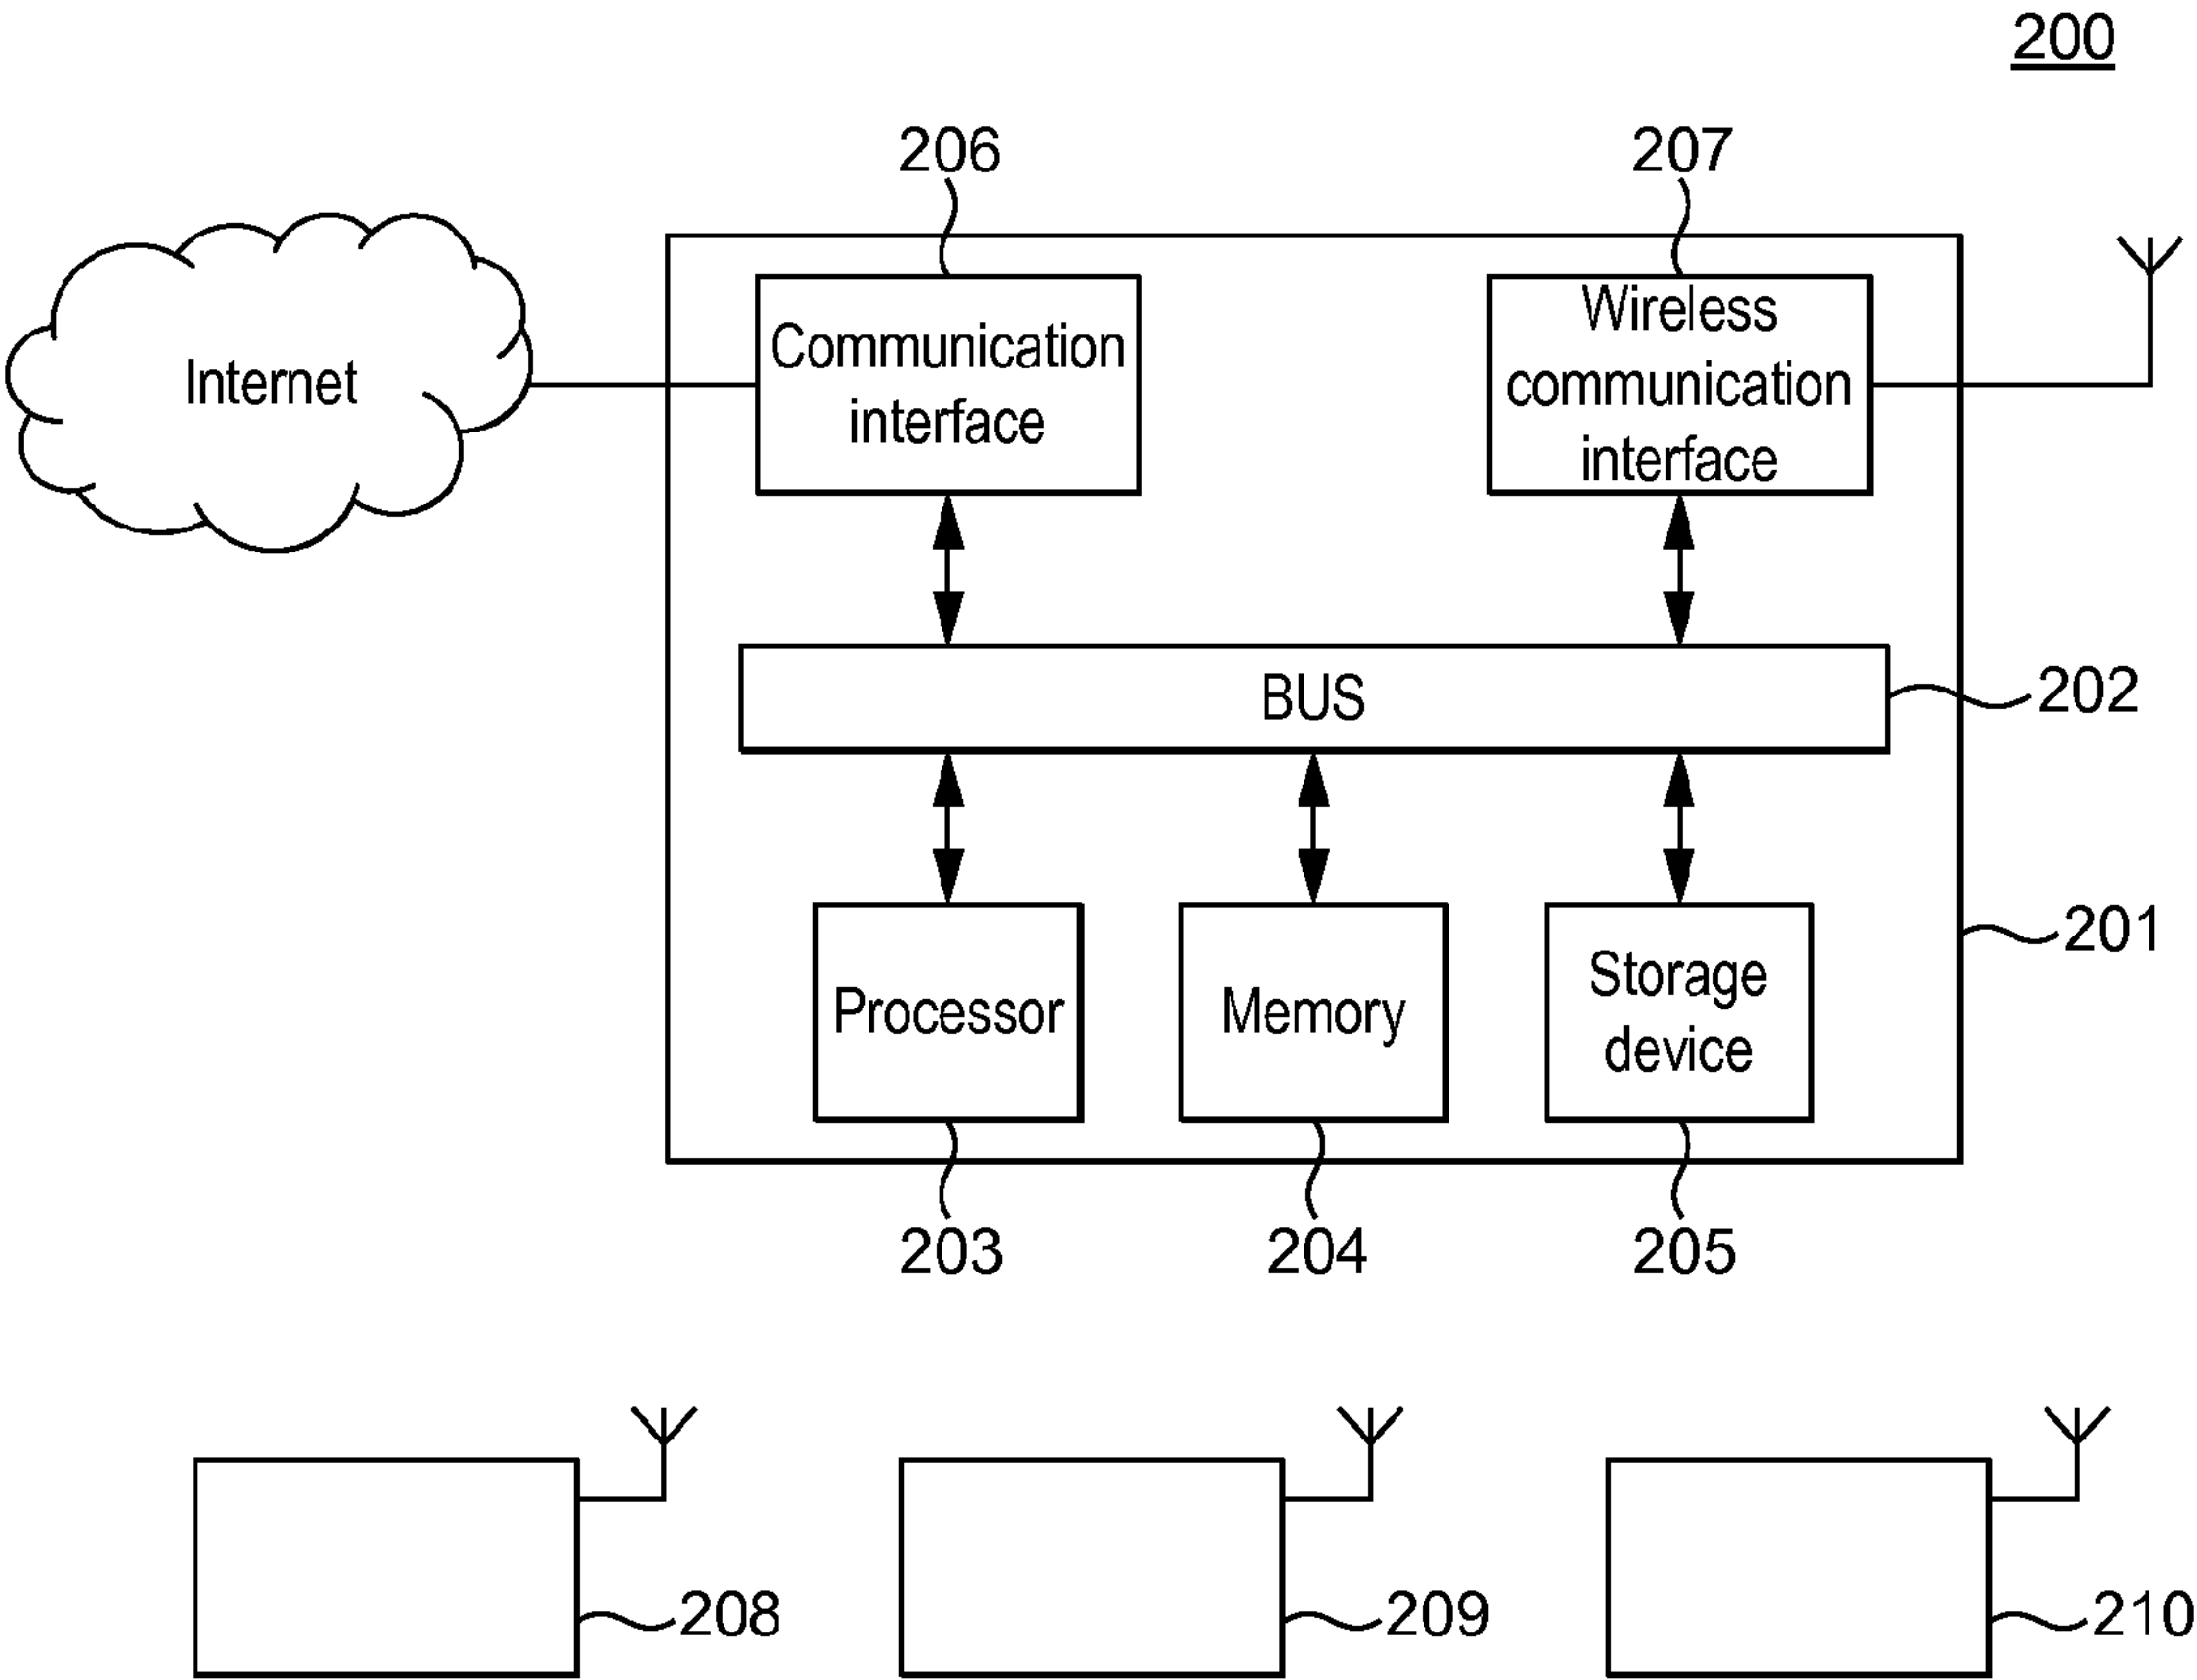 200
206
207
Internet
Communication
interface
Wireless
communication
interface
BUS
202
201
Processor
Memory
Storage
device
203
204
205
208
209
210